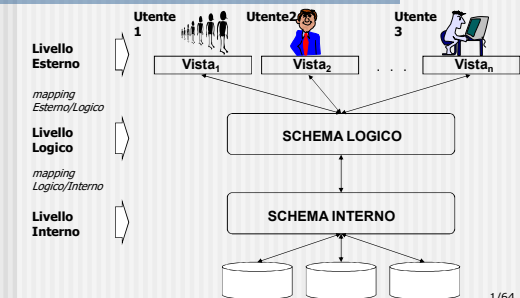 Utente 1
Utente2
Utente 3
Livello
Esterno
Vista1
Vista2
. . .
Vistan
mapping
Esterno/Logico
Livello
Logico
SCHEMA LOGICO
mapping
Logico/Interno
Livello
Interno
SCHEMA INTERNO
1/64